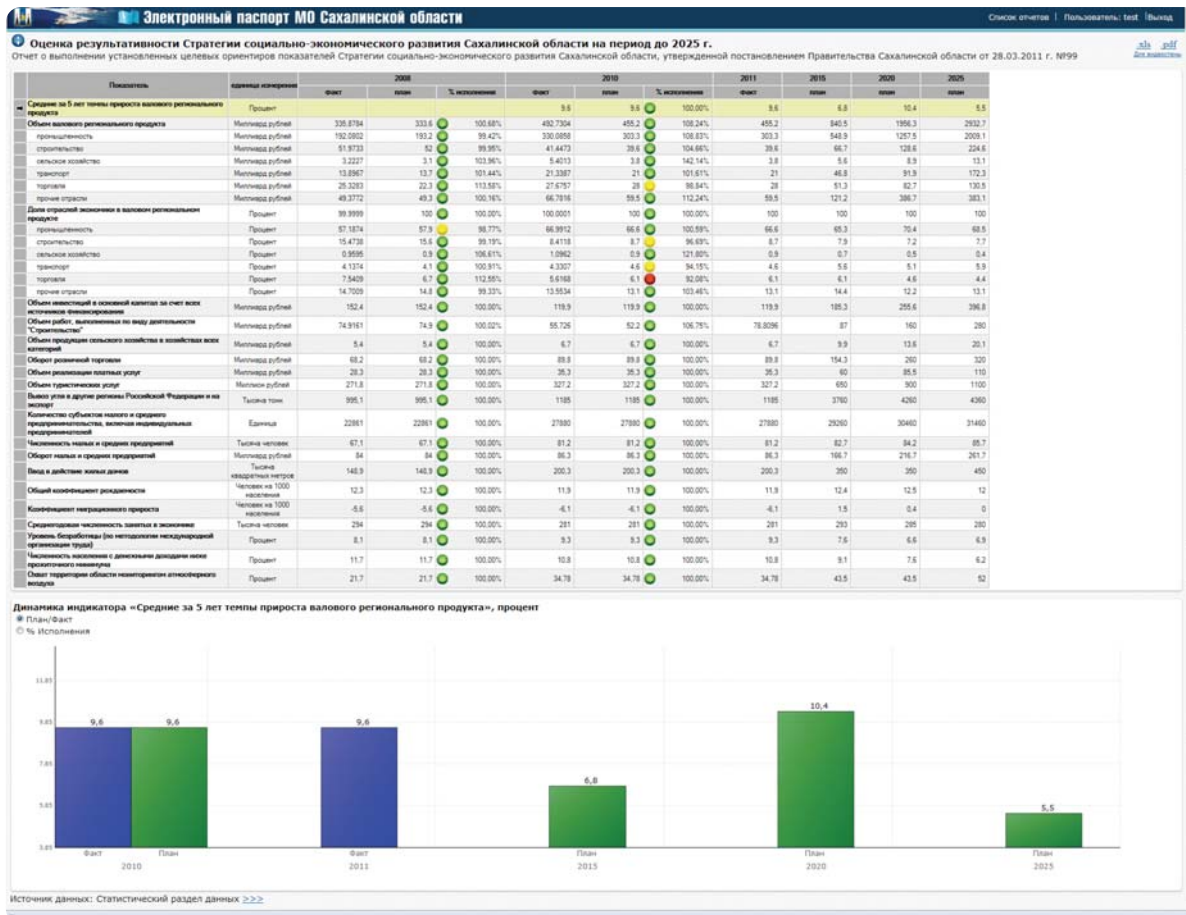 Электронный паспорт МО Сахалинской области
Список отчетов | Пользователь: test | Выход
Оценка результативности Стратегии социально-экономического развития Сахалинской области на период до 2025 г.
xls pdf
Отчет о выполнении установленных целевых ориентиров показателей Стратегии социально-экономического развития Сахалинской области, утвержденной постановлением Правительства Сахалинской области от 28.03.2011 г. №99
Показатель единица измерения 2008 2010 2011 2015 2020 2025
факт план % исполнения факт план % исполнения факт план план план
Средние за 5 лет темпы прироста валового регионального продукта Процент 9.6 9.6 100,00% 9.6 6.8 10.4 5.5
Объем валового регионального продукта Миллиард рублей 335.8784 333.6 100,68% 492,7304 455.2 108,24% 455.2 840.5 1956.3 2932.7
промышленность Миллиард рублей 192.0802 193.2 99,42% 330.0858 303.3 108,83% 303.3 548.9 1257.5 2009.1
строительство Миллиард рублей 51.9733 52 99,95% 41.4473 39.6 104,66% 39.6 66.7 128.6 224.6
сельское хозяйство Миллиард рублей 3.2227 3.1 103,96% 5.4013 3.8 142,14% 3.8 5.6 8.9 13.1
транспорт Миллиард рублей 13.8967 13.7 101,44% 21.3387 21 101,61% 21 46.8 91.9 172.3
торговля Миллиард рублей 25.3283 22.3 113,58% 27.6757 28 98,84% 28 51.3 82.7 130.5
прочие отрасли Миллиард рублей 49.3772 49.3 100,16% 66.7816 59.5 112,24% 59.5 121.2 386.7 383.1
Доля отраслей экономики в валовом региональном продукте Процент 99.9999 100 100,00% 100.0001 100 100,00% 100 100 100 100
промышленность Процент 57.1874 57.9 98,77% 66.9912 66.6 100,59% 66.6 65.3 70.4 68.5
строительство Процент 15.4738 15.6 99,19% 8.4118 8.7 96,69% 8.7 7.9 7.2 7.7
сельское хозяйство Процент 0.9595 0.9 106,61% 1.0962 0.9 121,80% 0.9 0.7 0.5 0.4
транспорт Процент 4.1374 4.1 100,91% 4.3307 4.6 94,15% 4.6 5.6 5.1 5.9
торговля Процент 7.5409 6.7 112,55% 5.6168 6.1 92,08% 6.1 6.1 4.6 4.4
прочие отрасли Процент 14.7009 14.8 99,33% 13.5534 13.1 103,46% 13.1 14.4 12.2 13.1
Объем инвестиций в основной капитал за счет всех источников финансирования Миллиард рублей 152.4 152.4 100,00% 119.9 119.9 100,00% 119.9 185.3 255.6 396.8
Объем работ, выполненных по виду деятельности "Строительство" Миллиард рублей 74.9161 74.9 100,02% 55.726 52.2 106,75% 78.8096 87 160 280
Объем продукции сельского хозяйства в хозяйствах всех категорий Миллиард рублей 5.4 5.4 100,00% 6.7 6.7 100,00% 6.7 9.9 13.6 20.1
Оборот розничной торговли Миллиард рублей 68.2 68.2 100,00% 89.8 89.8 100,00% 89.8 154.3 260 320
Объем реализации платных услуг Миллиард рублей 28.3 28.3 100,00% 35.3 35.3 100,00% 35.3 60 85.5 110
Объем туристических услуг Миллион рублей 271.8 271.8 100,00% 327.2 327.2 100,00% 327.2 650 900 1100
Вывоз угля в другие регионы Российской Федерации и на экспорт Тысяча тонн 995,1 995,1 100,00% 1185 1185 100,00% 1185 3760 4260 4360
Количество субъектов малого и среднего предпринимательства, включая индивидуальных предпринимателей Единица 22861 22861 100,00% 27880 27880 100,00% 27880 29260 30460 31460
Численность малых и средних предприятий Тысяча человек 67,1 67,1 100,00% 81.2 81.2 100,00% 81.2 82.7 84.2 85.7
Оборот малых и средних предприятий Миллиард рублей 84 84 100,00% 86.3 86.3 100,00% 86.3 166.7 216.7 261.7
Ввод в действие жилых домов Тысяча квадратных метров 148.9 148.9 100,00% 200.3 200.3 100,00% 200.3 350 350 450
Общий коэффициент рождаемости Человек на 1000 населения 12.3 12.3 100,00% 11.9 11.9 100,00% 11.9 12.4 12.5 12
Коэффициент миграционного прироста Человек на 1000 населения -5.6 -5.6 100,00% -6.1 -6.1 100,00% -6.1 1.5 0.4 0
Среднегодовая численность занятых в экономике Тысяча человек 294 294 100,00% 281 281 100,00% 281 293 285 280
Уровень безработицы (по методологии международной организации труда) Процент 8.1 8.1 100,00% 9.3 9.3 100,00% 9.3 7.6 6.6 6.9
Численность населения с денежными доходами ниже прожиточного минимума Процент 11.7 11.7 100,00% 10.8 10.8 100,00% 10.8 9.1 7.6 6.2
Охват территории области мониторингом атмосферного воздуха Процент 21.7 21.7 100,00% 34.78 34.78 100,00% 34.78 43.5 43.5 52
Динамика индикатора «Средние за 5 лет темпы прироста валового регионального продукта», процент
План/Факт
% Исполнения
11.85
9.85
7.85
5.85
3.85
9,6 9,6 9,6 6,8 10,4 5,5
Факт План Факт План План План
2010 2011 2015 2020 2025
Источник данных: Статистический раздел данных >>>